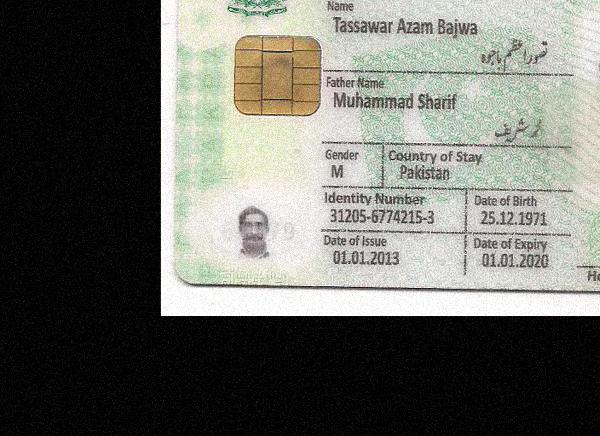 Name
Tassawar Azam Bajwa
تصور اعظم باجوہ
Father Name
Muhammad Sharif
محمد شریف
Gender Country of Stay
M Pakistan
Identity Number Date of Birth
31205-6774215-3 25.12.1971
Date of Issue Date of Expiry
01.01.2013 01.01.2020